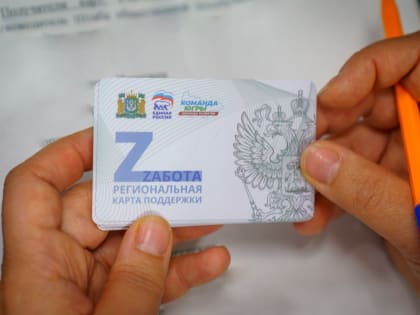 ЕДИНАЯ
РОССИЯ
КОМАНДА
ЮГРЫ
Z
ZАБОТА
РЕГИОНАЛЬНАЯ
КАРТА ПОДДЕРЖКИ